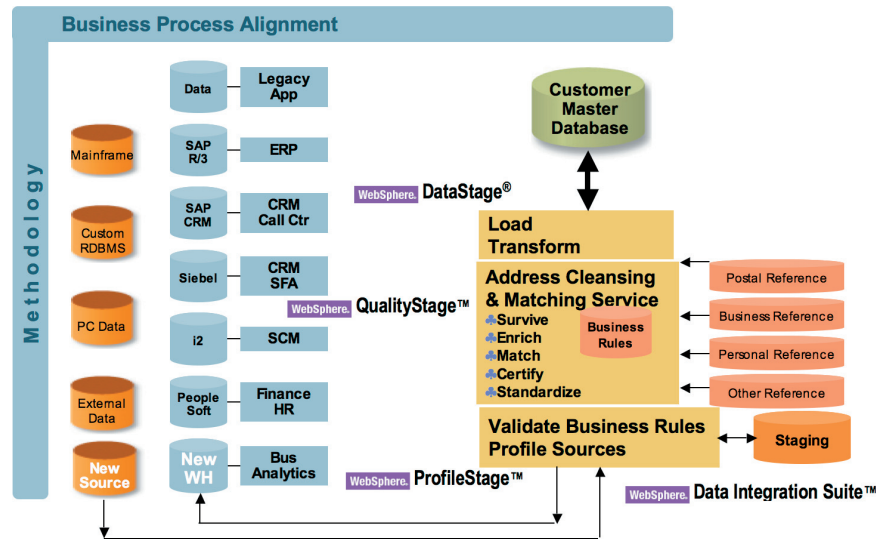 Business Process Alignment
Methodology
Mainframe
Custom
RDBMS
PC Data
External
Data
New
Source
Data
Legacy
App
SAP
R/3
ERP
SAP
CRM
CRM
Call Ctr
Siebel
CRM
SFA
i2
SCM
People
Soft
Finance
HR
New
WH
Bus
Analytics
WebSphere. DataStage®
WebSphere. QualityStage™
WebSphere. ProfileStage™
Customer
Master
Database
Load
Transform
Address Cleansing
& Matching Service
♣Survive
♣Enrich
♣Match
♣Certify
♣Standardize
Business
Rules
Validate Business Rules
Profile Sources
Postal Reference
Business Reference
Personal Reference
Other Reference
Staging
WebSphere. Data Integration Suite™